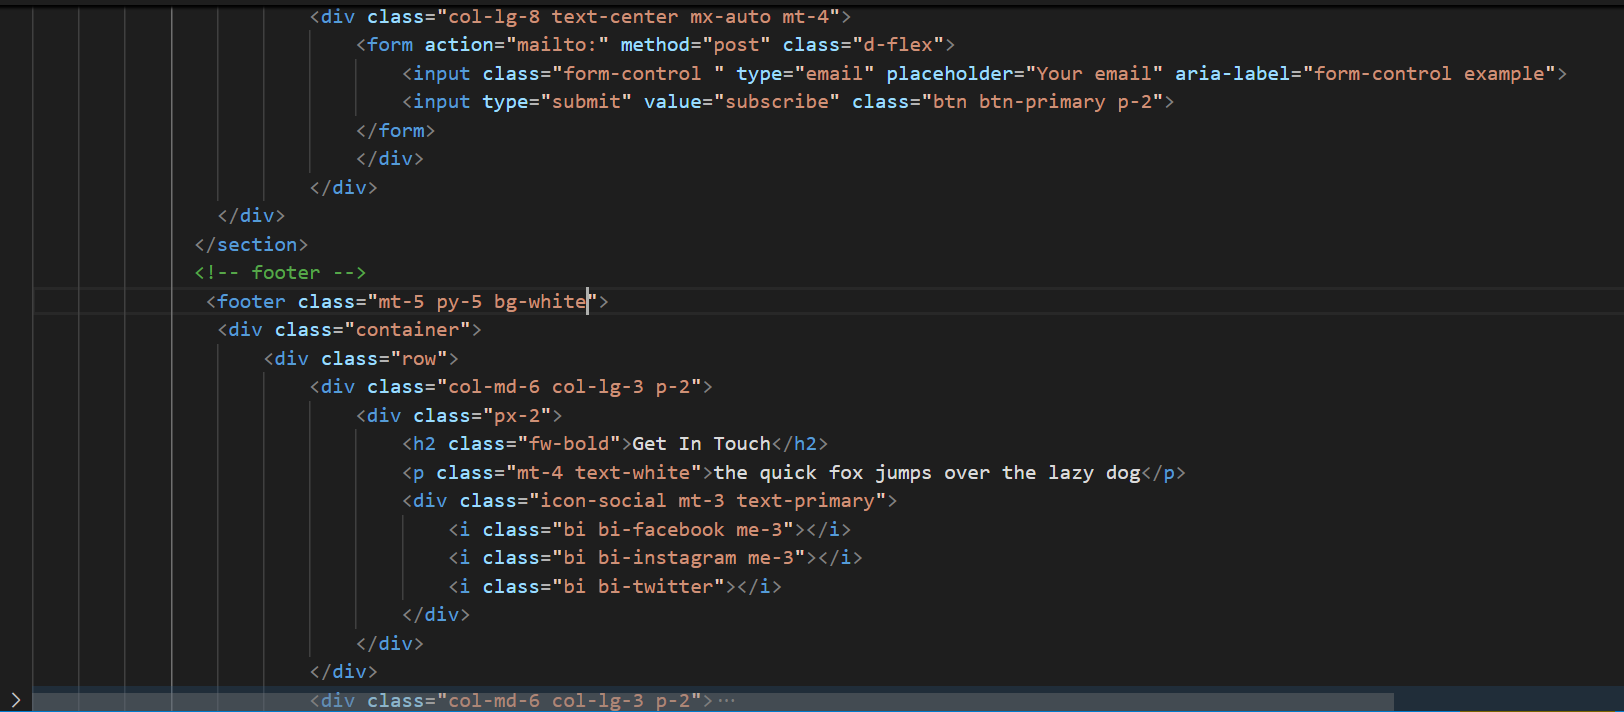 <div class="col-lg-8 text-center mx-auto mt-4">
<form action="mailto:" method="post" class="d-flex">
<input class="form-control " type="email" placeholder="Your email" aria-label="form-control example">
<input type="submit" value="subscribe" class="btn btn-primary p-2">
</form>
</div>
</div>
</div>
</section>
<!-- footer -->
<footer class="mt-5 py-5 bg-white">
<div class="container">
<div class="row">
<div class="col-md-6 col-lg-3 p-2">
<div class="px-2">
<h2 class="fw-bold">Get In Touch</h2>
<p class="mt-4 text-white">the quick fox jumps over the lazy dog</p>
<div class="icon-social mt-3 text-primary">
<i class="bi bi-facebook me-3"></i>
<i class="bi bi-instagram me-3"></i>
<i class="bi bi-twitter"></i>
</div>
</div>
</div>
<div class="col-md-6 col-lg-3 p-2">⋯